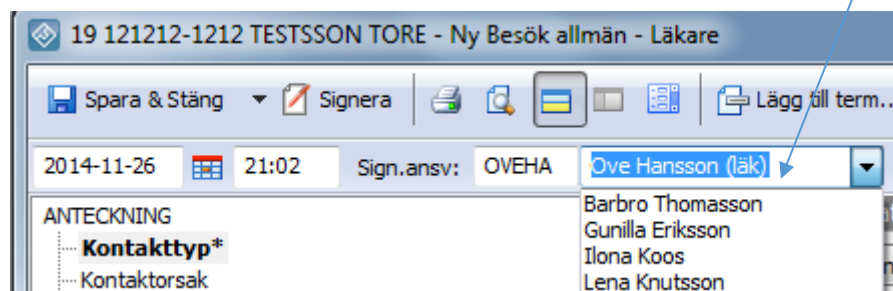 19 121212-1212 TESTSSON TORE - Ny Besök allmän - Läkare
Spara & Stäng Signera Lägg till term..
2014-11-26 21:02 Sign.ansv: OVEHA Ove Hansson (läk)
Barbro Thomasson
ANTECKNING
Gunilla Eriksson
Kontakttyp*
Ilona Koos
Kontaktorsak
Lena Knutsson